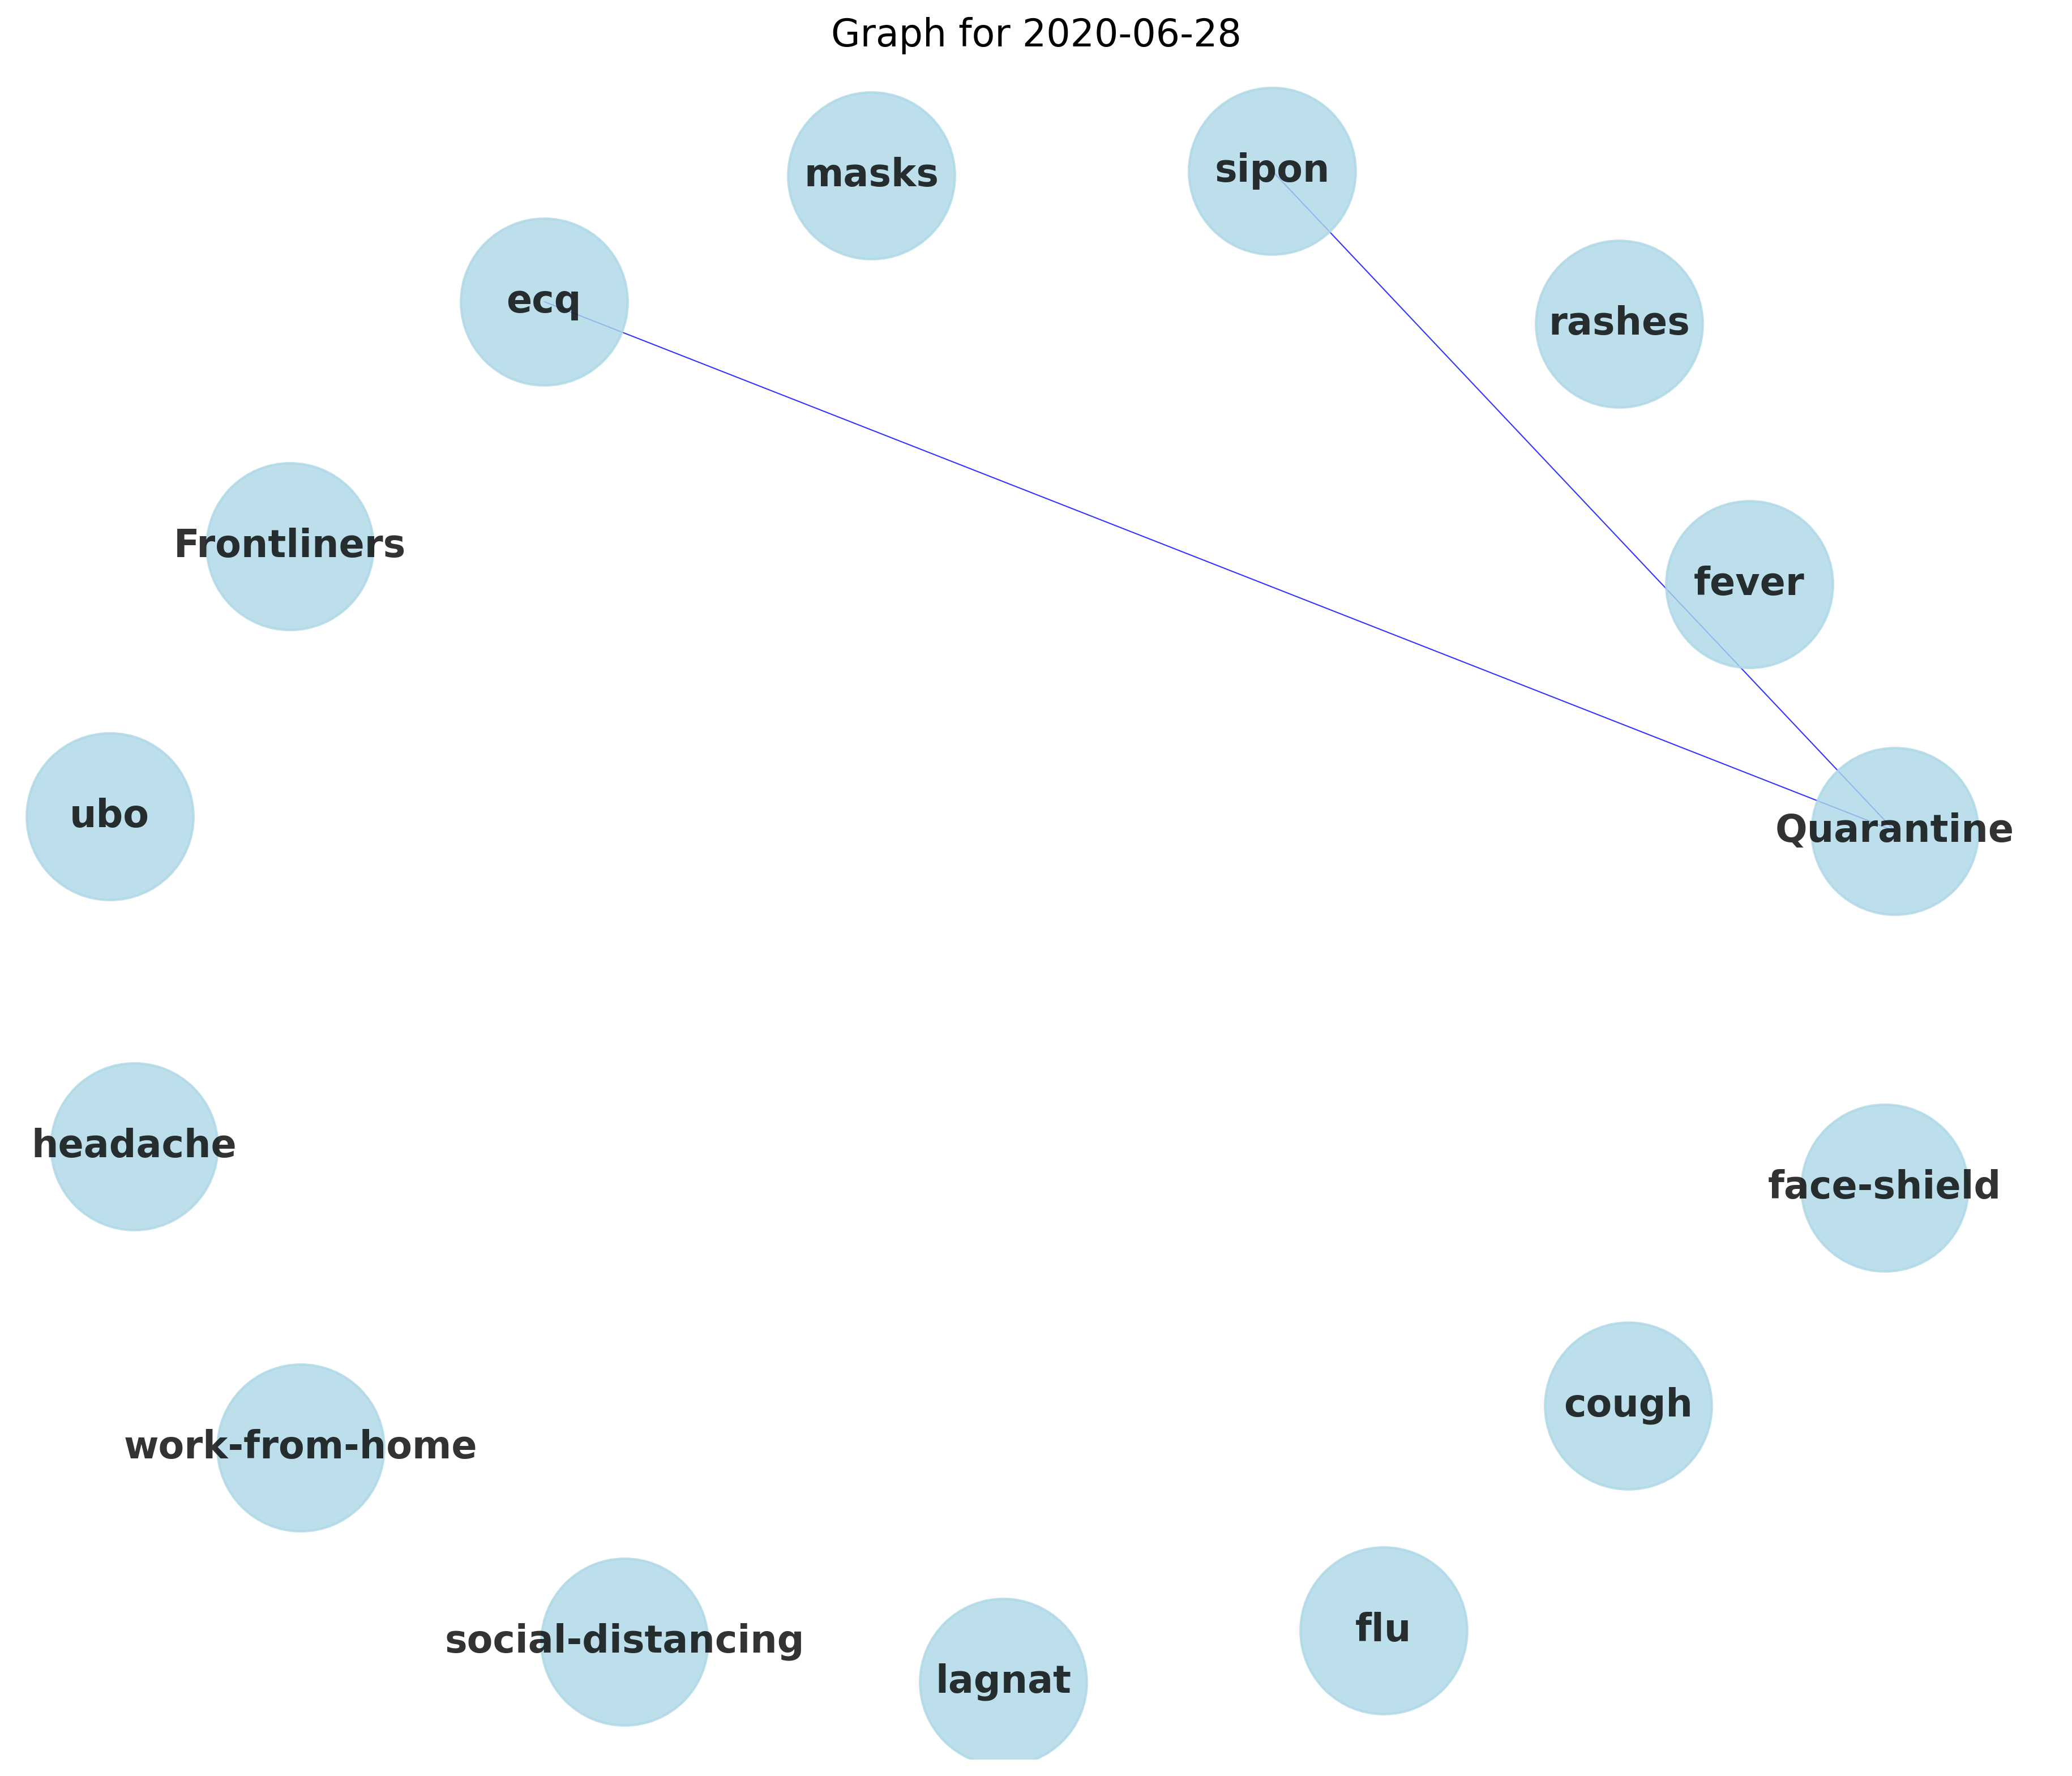 Graph for 2020-06-28
masks
sipon
ecq
rashes
Frontliners
fever
ubo
Quarantine
headache
face-shield
cough
work-from-home
social-distancing
flu
lagnat